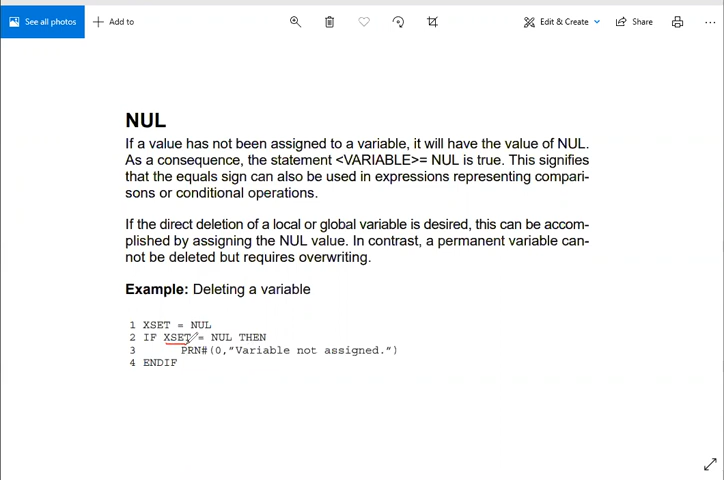 See all photos
Add to
Edit & Create
Share
NUL
If a value has not been assigned to a variable, it will have the value of NUL.
As a consequence, the statement <VARIABLE>= NUL is true. This signifies
that the equals sign can also be used in expressions representing compari-
sons or conditional operations.
If the direct deletion of a local or global variable is desired, this can be accom-
plished by assigning the NUL value. In contrast, a permanent variable can-
not be deleted but requires overwriting.
Example: Deleting a variable
1 XSET = NUL
2 IF XSET = NUL THEN
3 PRN#(0,"Variable not assigned.")
4 ENDIF